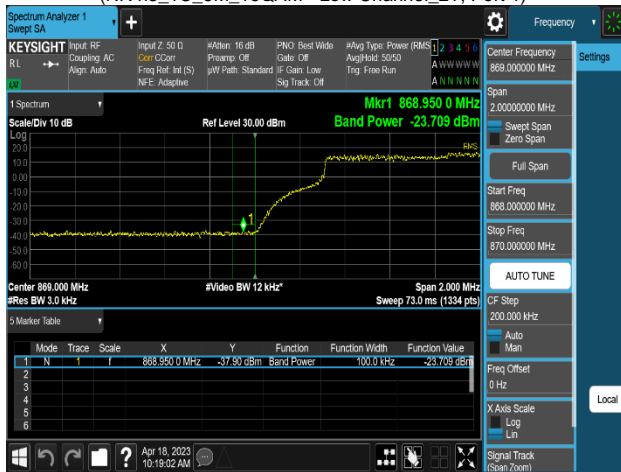 Spectrum Analyzer 1
Swept SA
+
Frequency
KEYSIGHT Input: RF Input Z: 50 Ω #Atten: 16 dB PNO: Best Wide #Avg Type: Power (RMS 1 2 3 4 5 6
RL Coupling: AC Corr CCorr Preamp: Off Gate: Off Avg|Hold: 50/50 A W W W W W
Align: Auto Freq Ref: Int (S) µW Path: Standard IF Gain: Low Trig: Free Run
NFE: Adaptive Sig Track: Off A N N N N N
1 Spectrum
Mkr1 868.950 0 MHz
Scale/Div 10 dB Ref Level 30.00 dBm Band Power -23.709 dBm
Log
RMS
20.0
10.0
0.00
-10.0
-20.0
-30.0
-40.0
-50.0
-60.0
1
Center 869.000 MHz #Video BW 12 kHz* Span 2.000 MHz
#Res BW 3.0 kHz Sweep 73.0 ms (1334 pts)
5 Marker Table
Mode Trace Scale X Y Function Function Width Function Value
1 N 1 f 868.950 0 MHz -37.90 dBm Band Power 100.0 kHz -23.709 dBm
2
3
4
5
6
Apr 18, 2023
10:19:02 AM
?
Center Frequency
869.000000 MHz
Span
2.00000000 MHz
Swept Span
Zero Span
Full Span
Start Freq
868.000000 MHz
Stop Freq
870.000000 MHz
AUTO TUNE
CF Step
200.000 kHz
Auto
Man
Freq Offset
0 Hz
X Axis Scale
Log
Lin
Signal Track
(Span Zoom)
Settings
Local